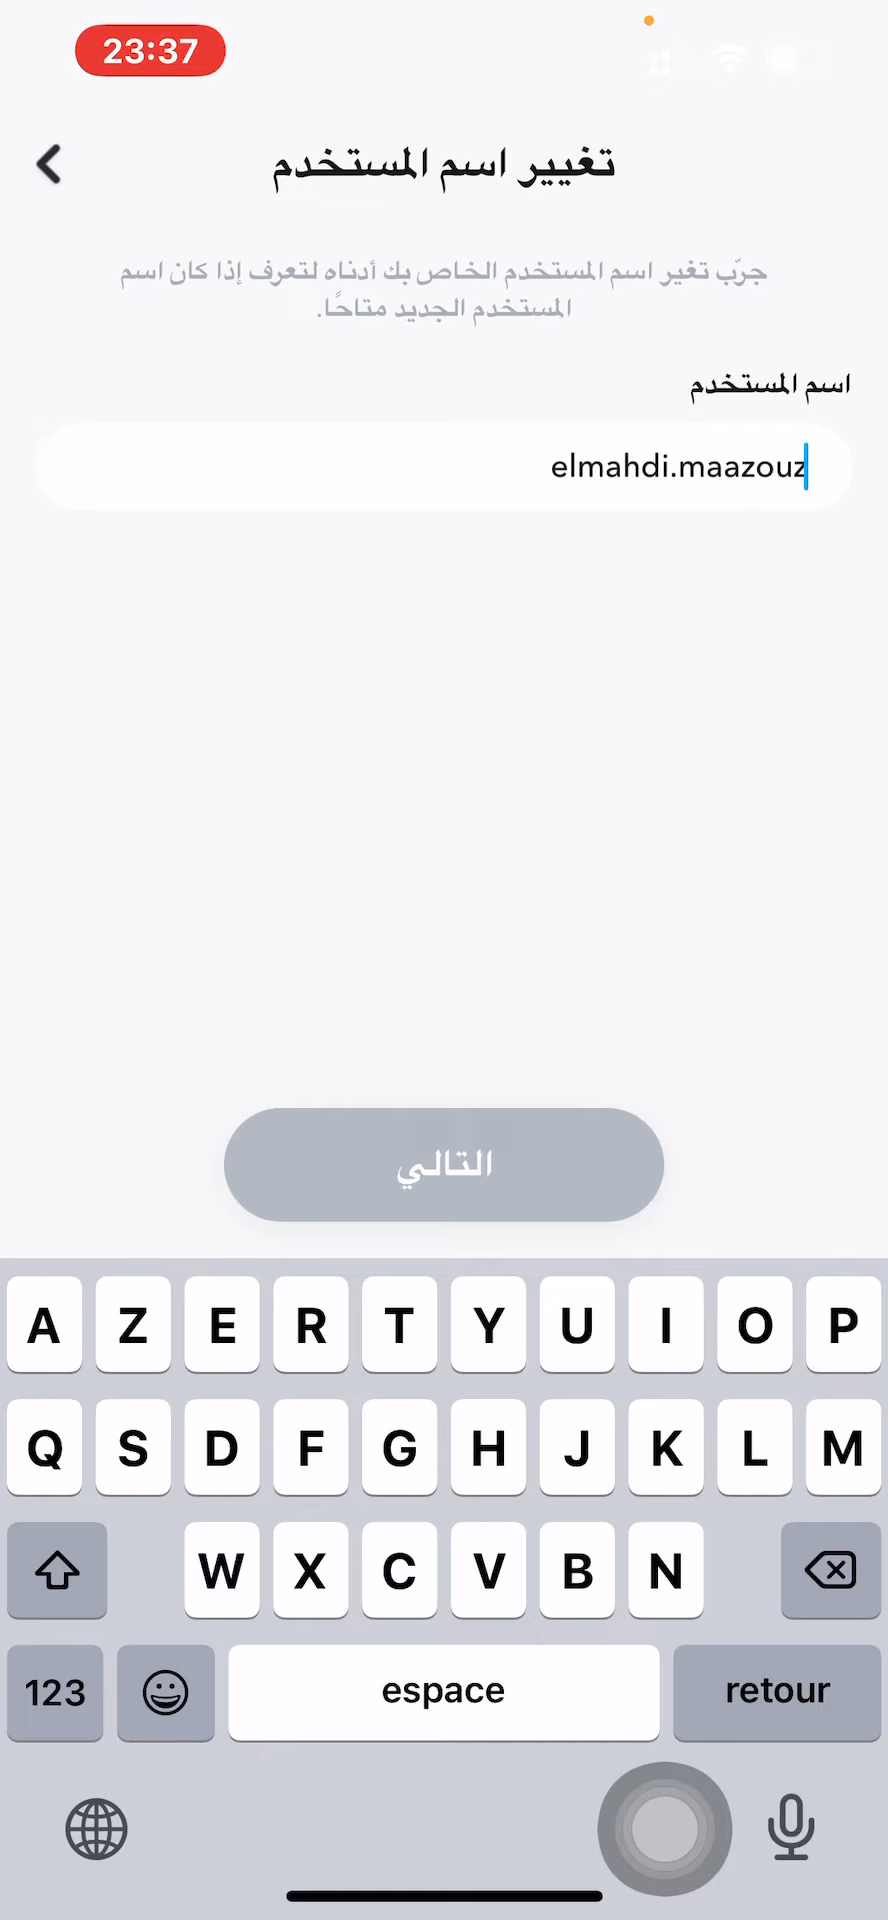 23:37
تغيير اسم المستخدم
جرّب تغير اسم المستخدم الخاص بك أدناه لتعرف إذا كان اسم
المستخدم الجديد متاحًا.
اسم المستخدم
elmahdi.maazouz
التالي
A Z E R T Y U I O P
Q S D F G H J K L M
W X C V B N
123 espace retour